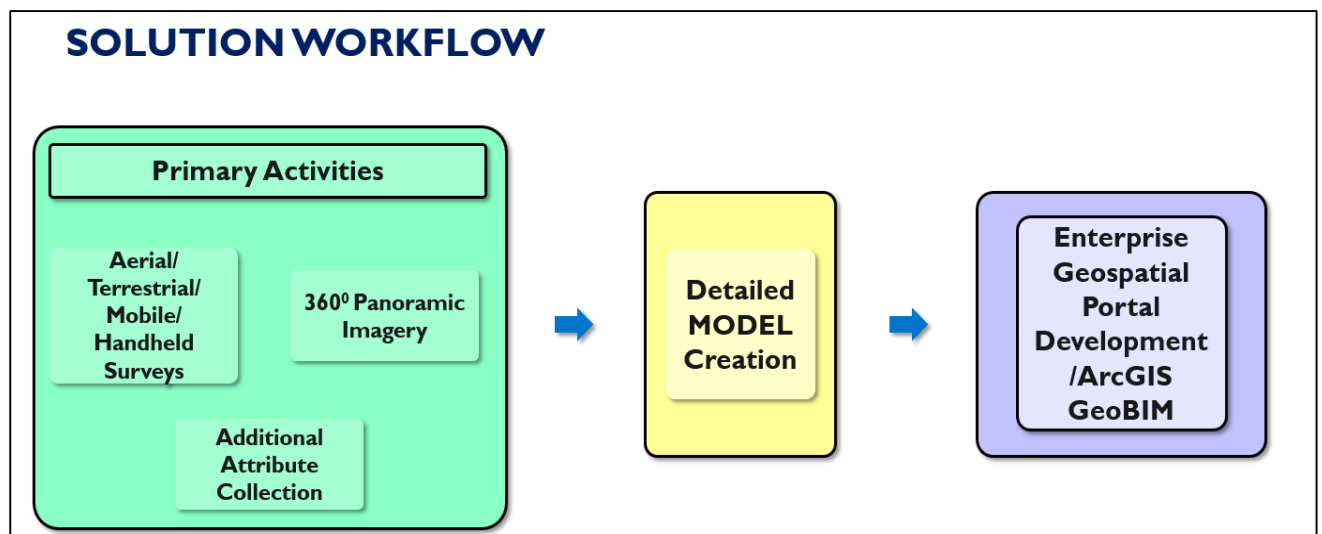 SOLUTION WORKFLOW
Primary Activities
Aerial/
Terrestrial/
Mobile/
Handheld
Surveys
360⁰ Panoramic
Imagery
Additional
Attribute
Collection
Detailed
MODEL
Creation
Enterprise
Geospatial
Portal
Development
/ArcGIS
GeoBIM